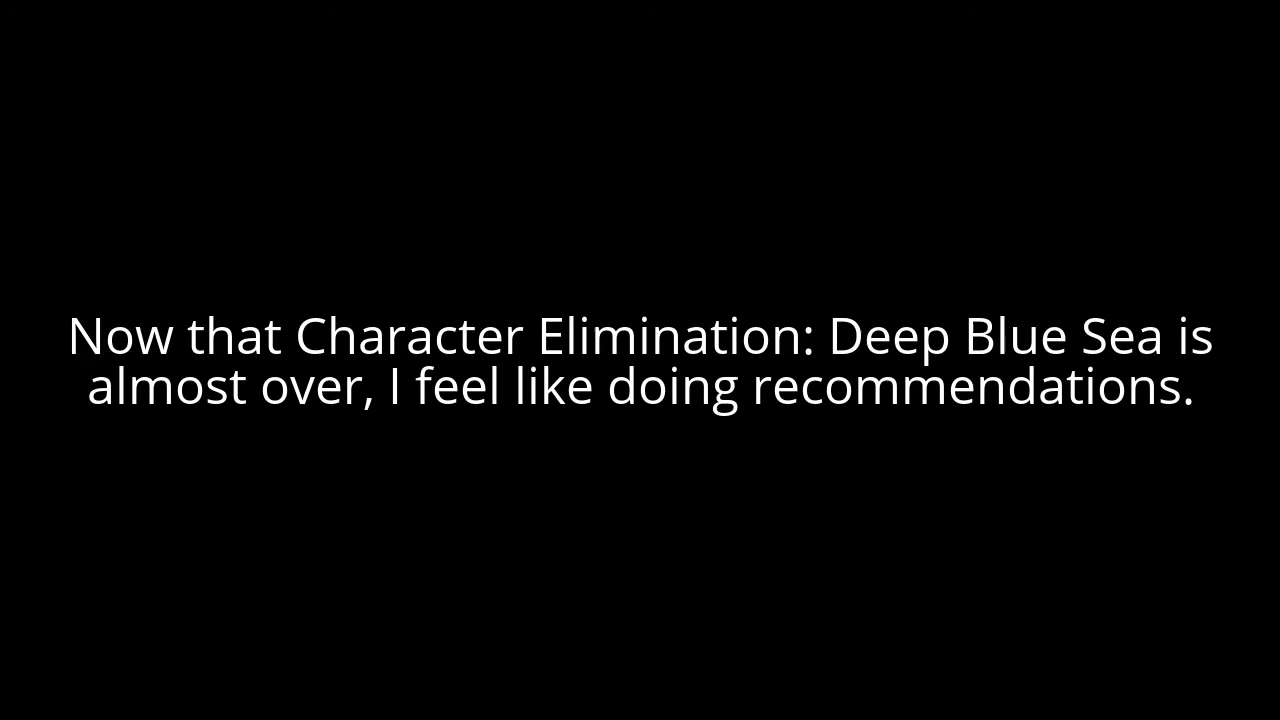 Now that Character Elimination: Deep Blue Sea is
almost over, I feel like doing recommendations.